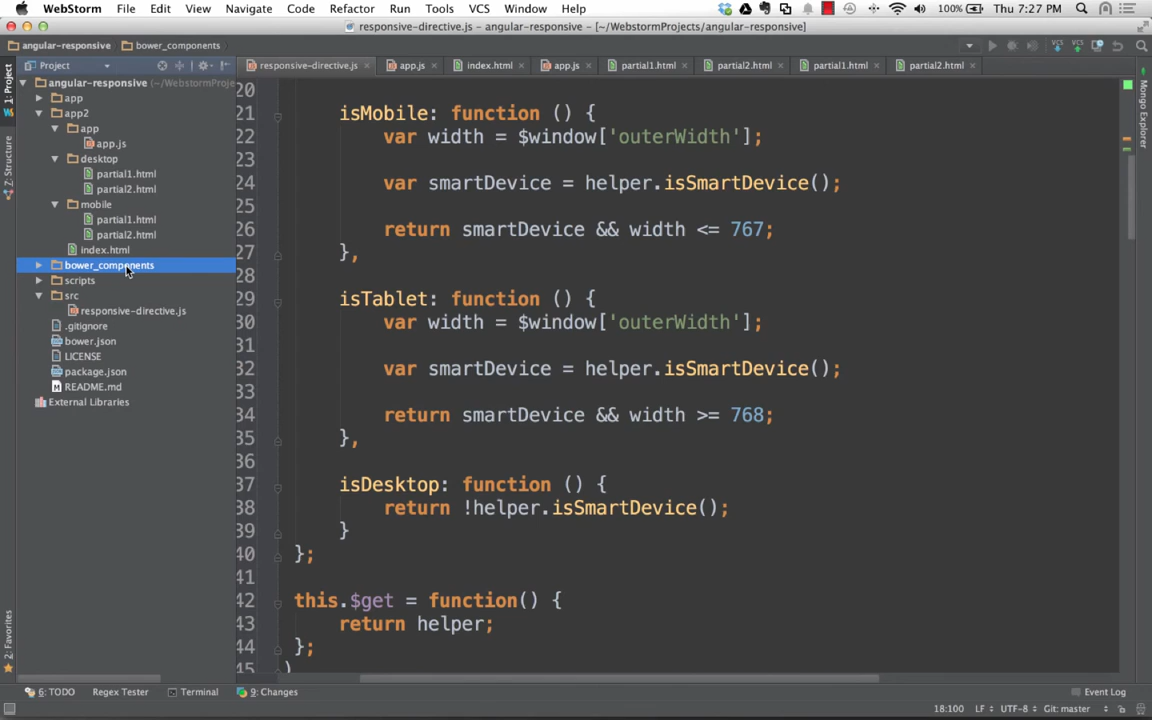 WebStorm File Edit View Navigate Code Refactor Run Tools VCS Window Help 100% Thu 7:27 PM
responsive-directive.js - angular-responsive - [~/WebstormProjects/angular-responsive]
angular-responsive bower_components
Project responsive-directive.js app.js index.html app.js partial1.html partial2.html partial1.html partial2.html
angular-responsive (~/WebstormProje
app
app2
app
app.js
desktop
partial1.html
partial2.html
mobile
partial1.html
partial2.html
index.html
bower_components
scripts
src
responsive-directive.js
.gitignore
bower.json
LICENSE
package.json
README.md
External Libraries
1: Project
7: Structure
2: Favorites
20
21 isMobile: function () {
22 var width = $window['outerWidth'];
23
24 var smartDevice = helper.isSmartDevice();
25
26 return smartDevice && width <= 767;
27 },
28
29 isTablet: function () {
30 var width = $window['outerWidth'];
31
32 var smartDevice = helper.isSmartDevice();
33
34 return smartDevice && width >= 768;
35 },
36
37 isDesktop: function () {
38 return !helper.isSmartDevice();
39 }
40 };
41
42 this.$get = function() {
43 return helper;
44 };
45 )
Mongo Explorer
6: TODO Regex Tester Terminal 9: Changes Event Log
18:100 LF UTF-8 Git: master